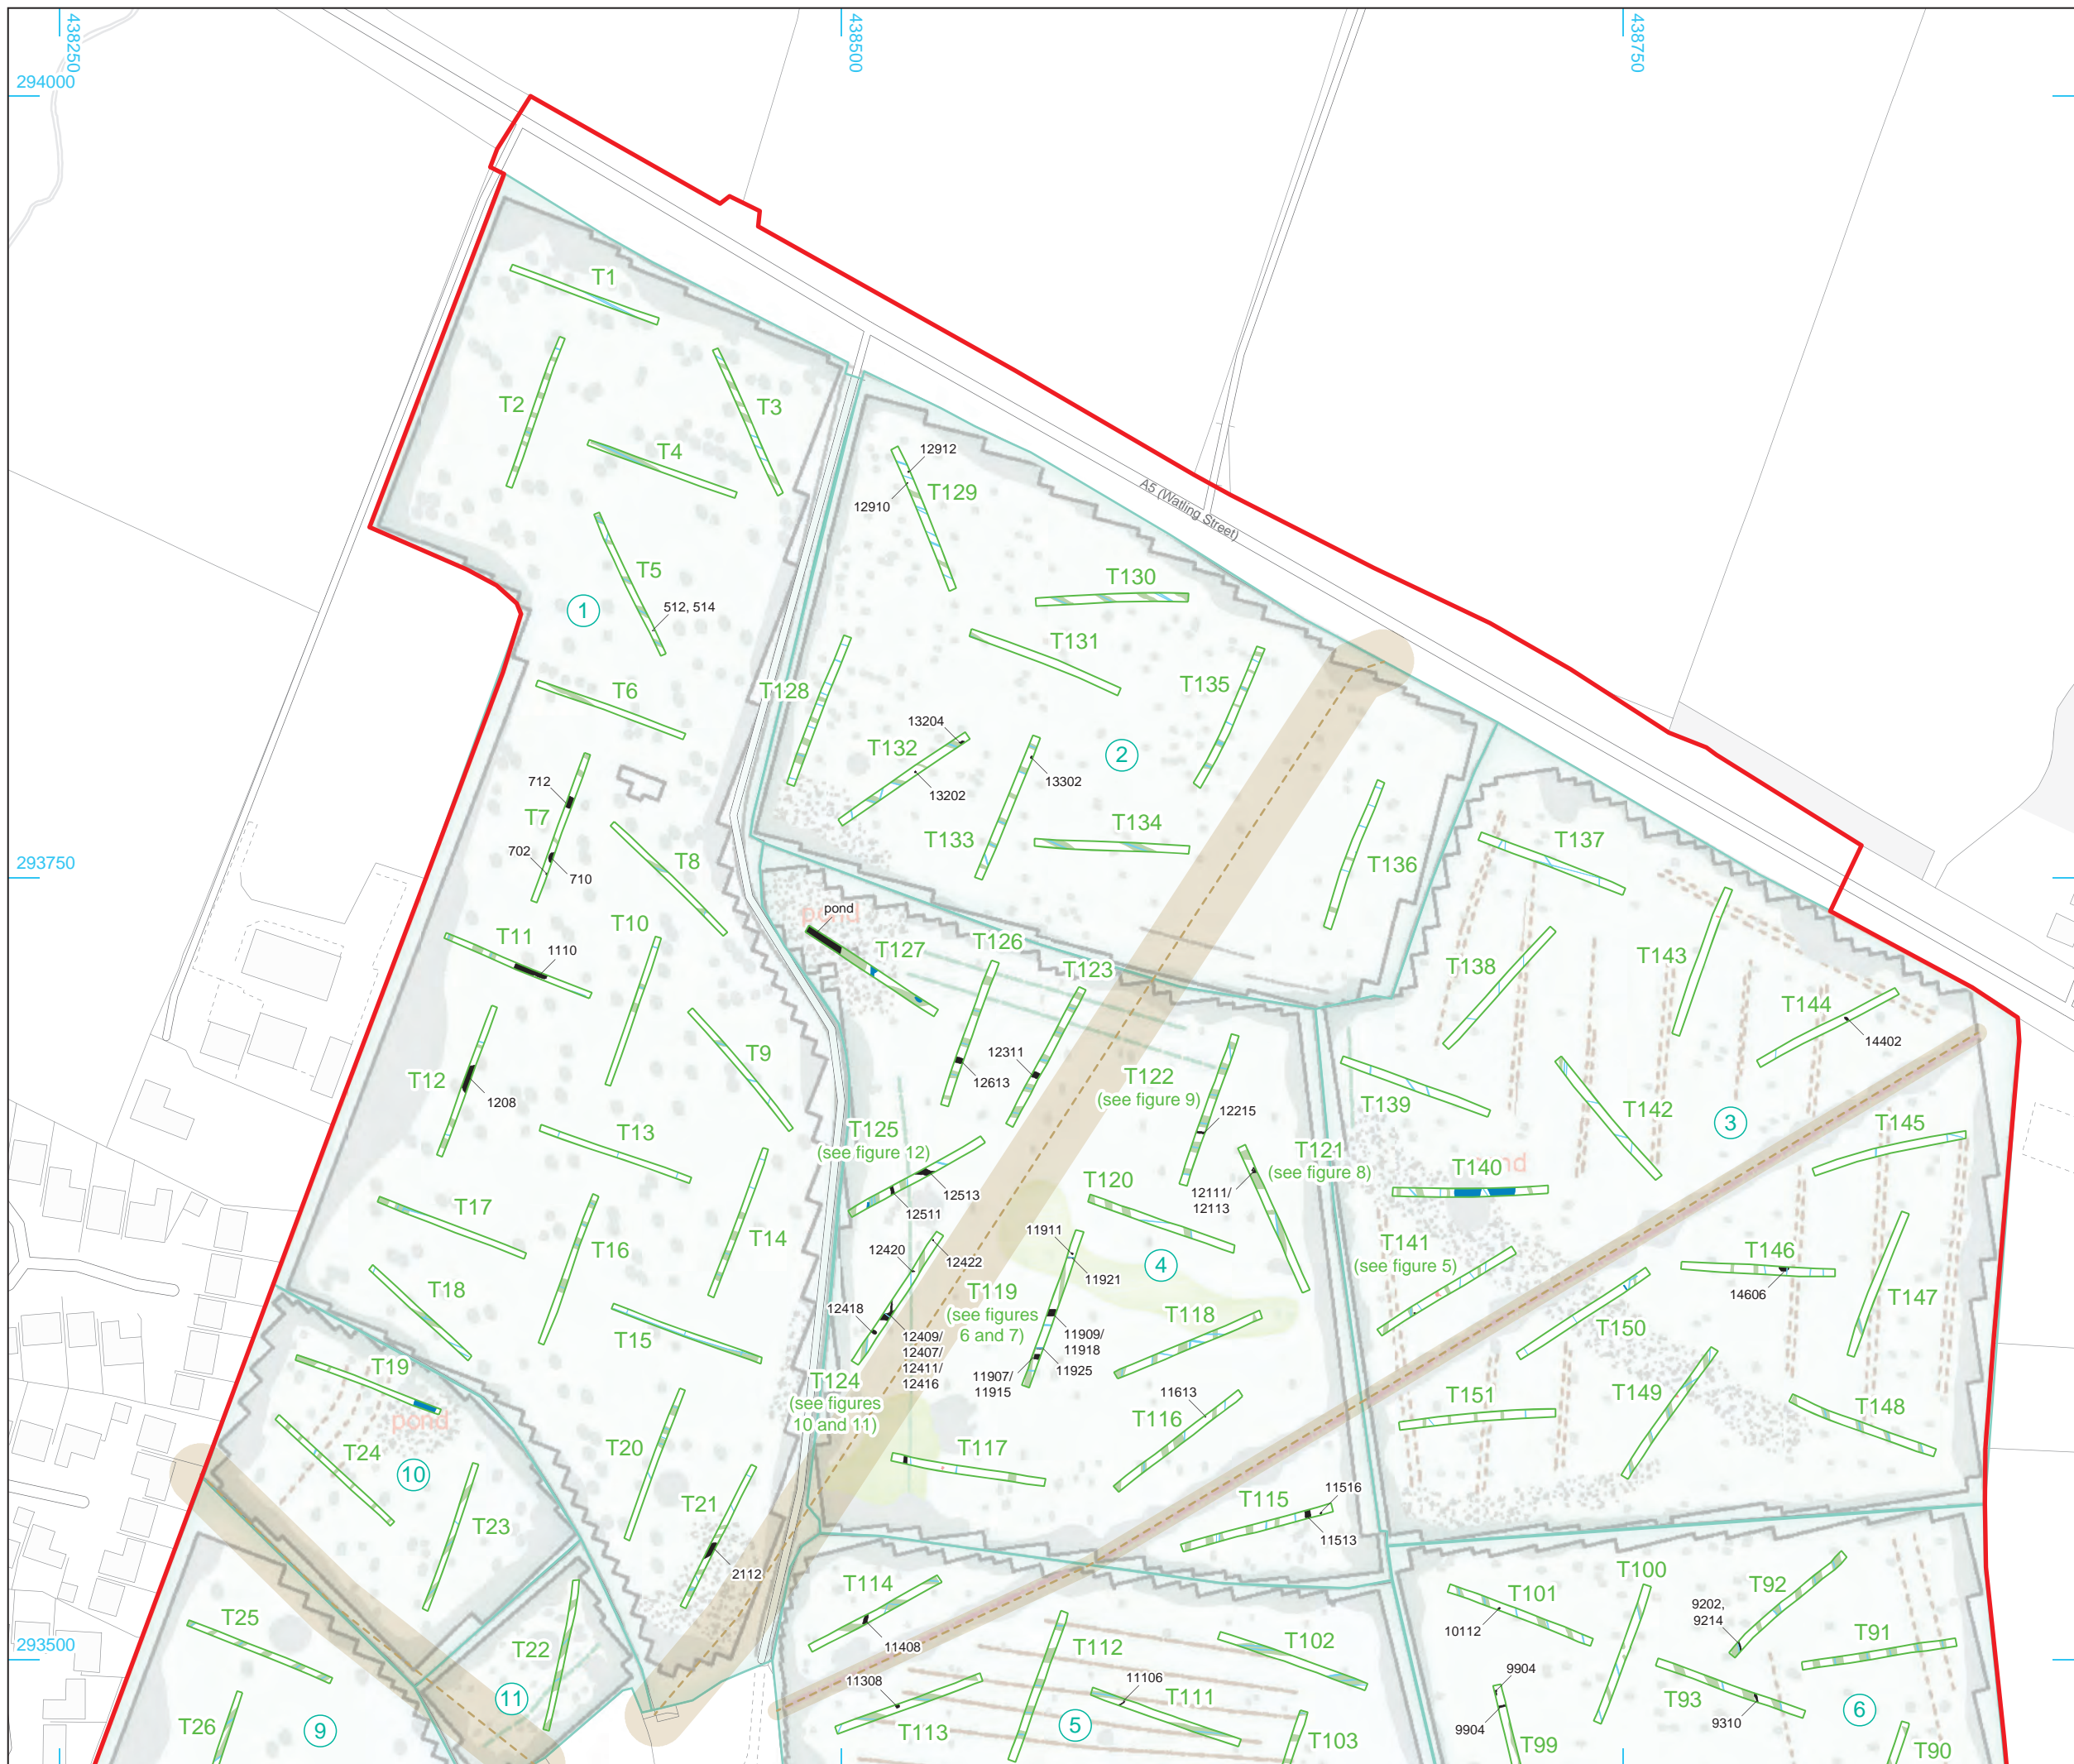 438250
438500
438750
294000
293750
293500
A5 (Watling Street)
T1
T2
T3
T4
T5
512, 514
1
T6
712
T7
702
710
T8
T11
1110
T10
T12
1208
T9
T13
T17
T16
T14
T18
T15
T19
pond
T24
10
T23
T20
T21
2112
T25
T22
11
T26
9
12912
12910
T129
T130
T131
T128
T135
13204
T132
13202
13302
2
T133
T134
T136
pond
pond
T127
T126
T123
12613
12311
T122
(see figure 9)
12215
T125
(see figure 12)
12513
12511
T121
(see figure 8)
12111/
12113
T120
12420
12422
12418
12409/
12407/
12411/
12416
T124
(see figures
10 and 11)
11911
11921
T119
(see figures
6 and 7)
11909/
11918
11925
11907/
11915
4
T118
11613
T116
T117
T115
11516
11513
T137
T138
T143
T144
14402
T139
T142
3
T145
pond
T140
T141
(see figure 5)
T146
14606
T147
T150
T151
T149
T148
T114
11408
T112
T102
11308
T113
11106
T111
5
T103
T101
10112
T100
T92
9202,
9214
T91
9904
9904
T99
T93
9310
6
T90